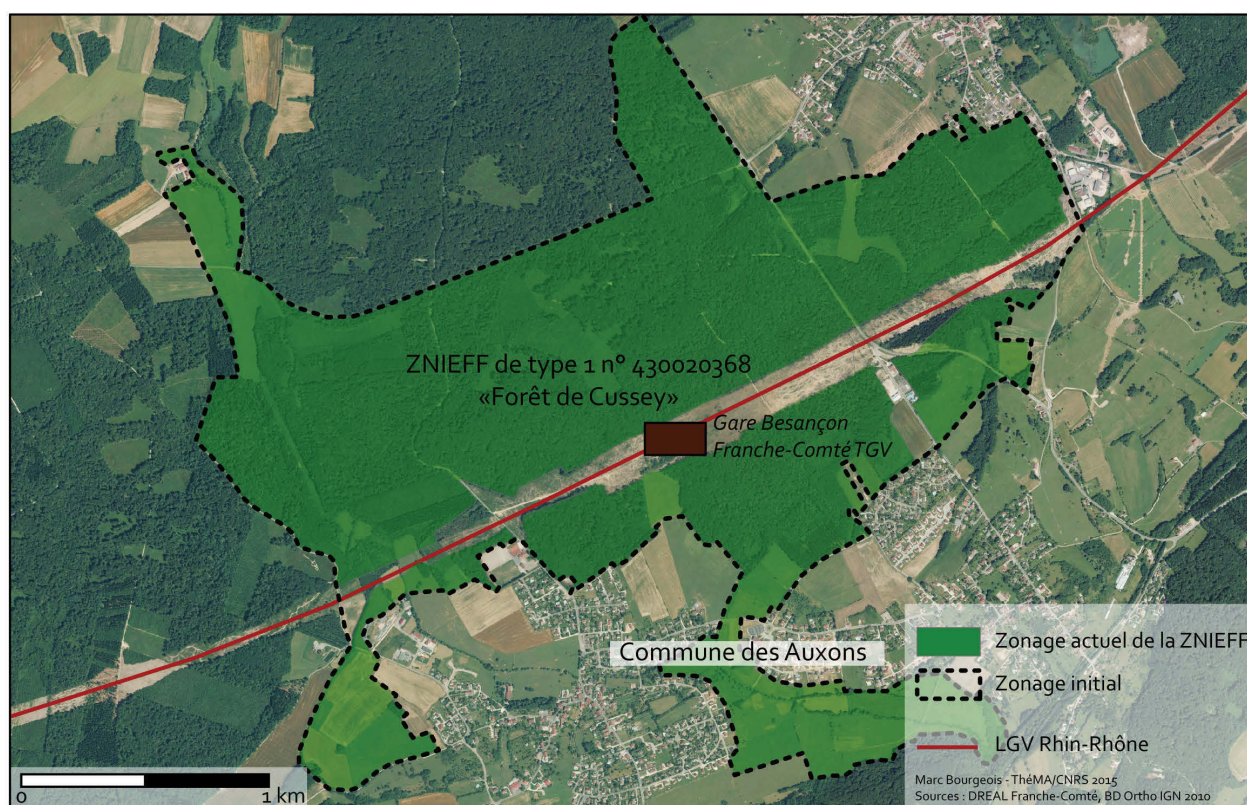 ZNIEFF de type 1 n° 430020368
«Forêt de Cussey»
Gare Besançon
Franche-Comté TGV
Commune des Auxons
Zonage actuel de la ZNIEFF
Zonage initial
LGV Rhin-Rhône
Marc Bourgeois - ThéMA/CNRS 2015
Sources : DREAL Franche-Comté, BD Ortho IGN 2010
0 1 km